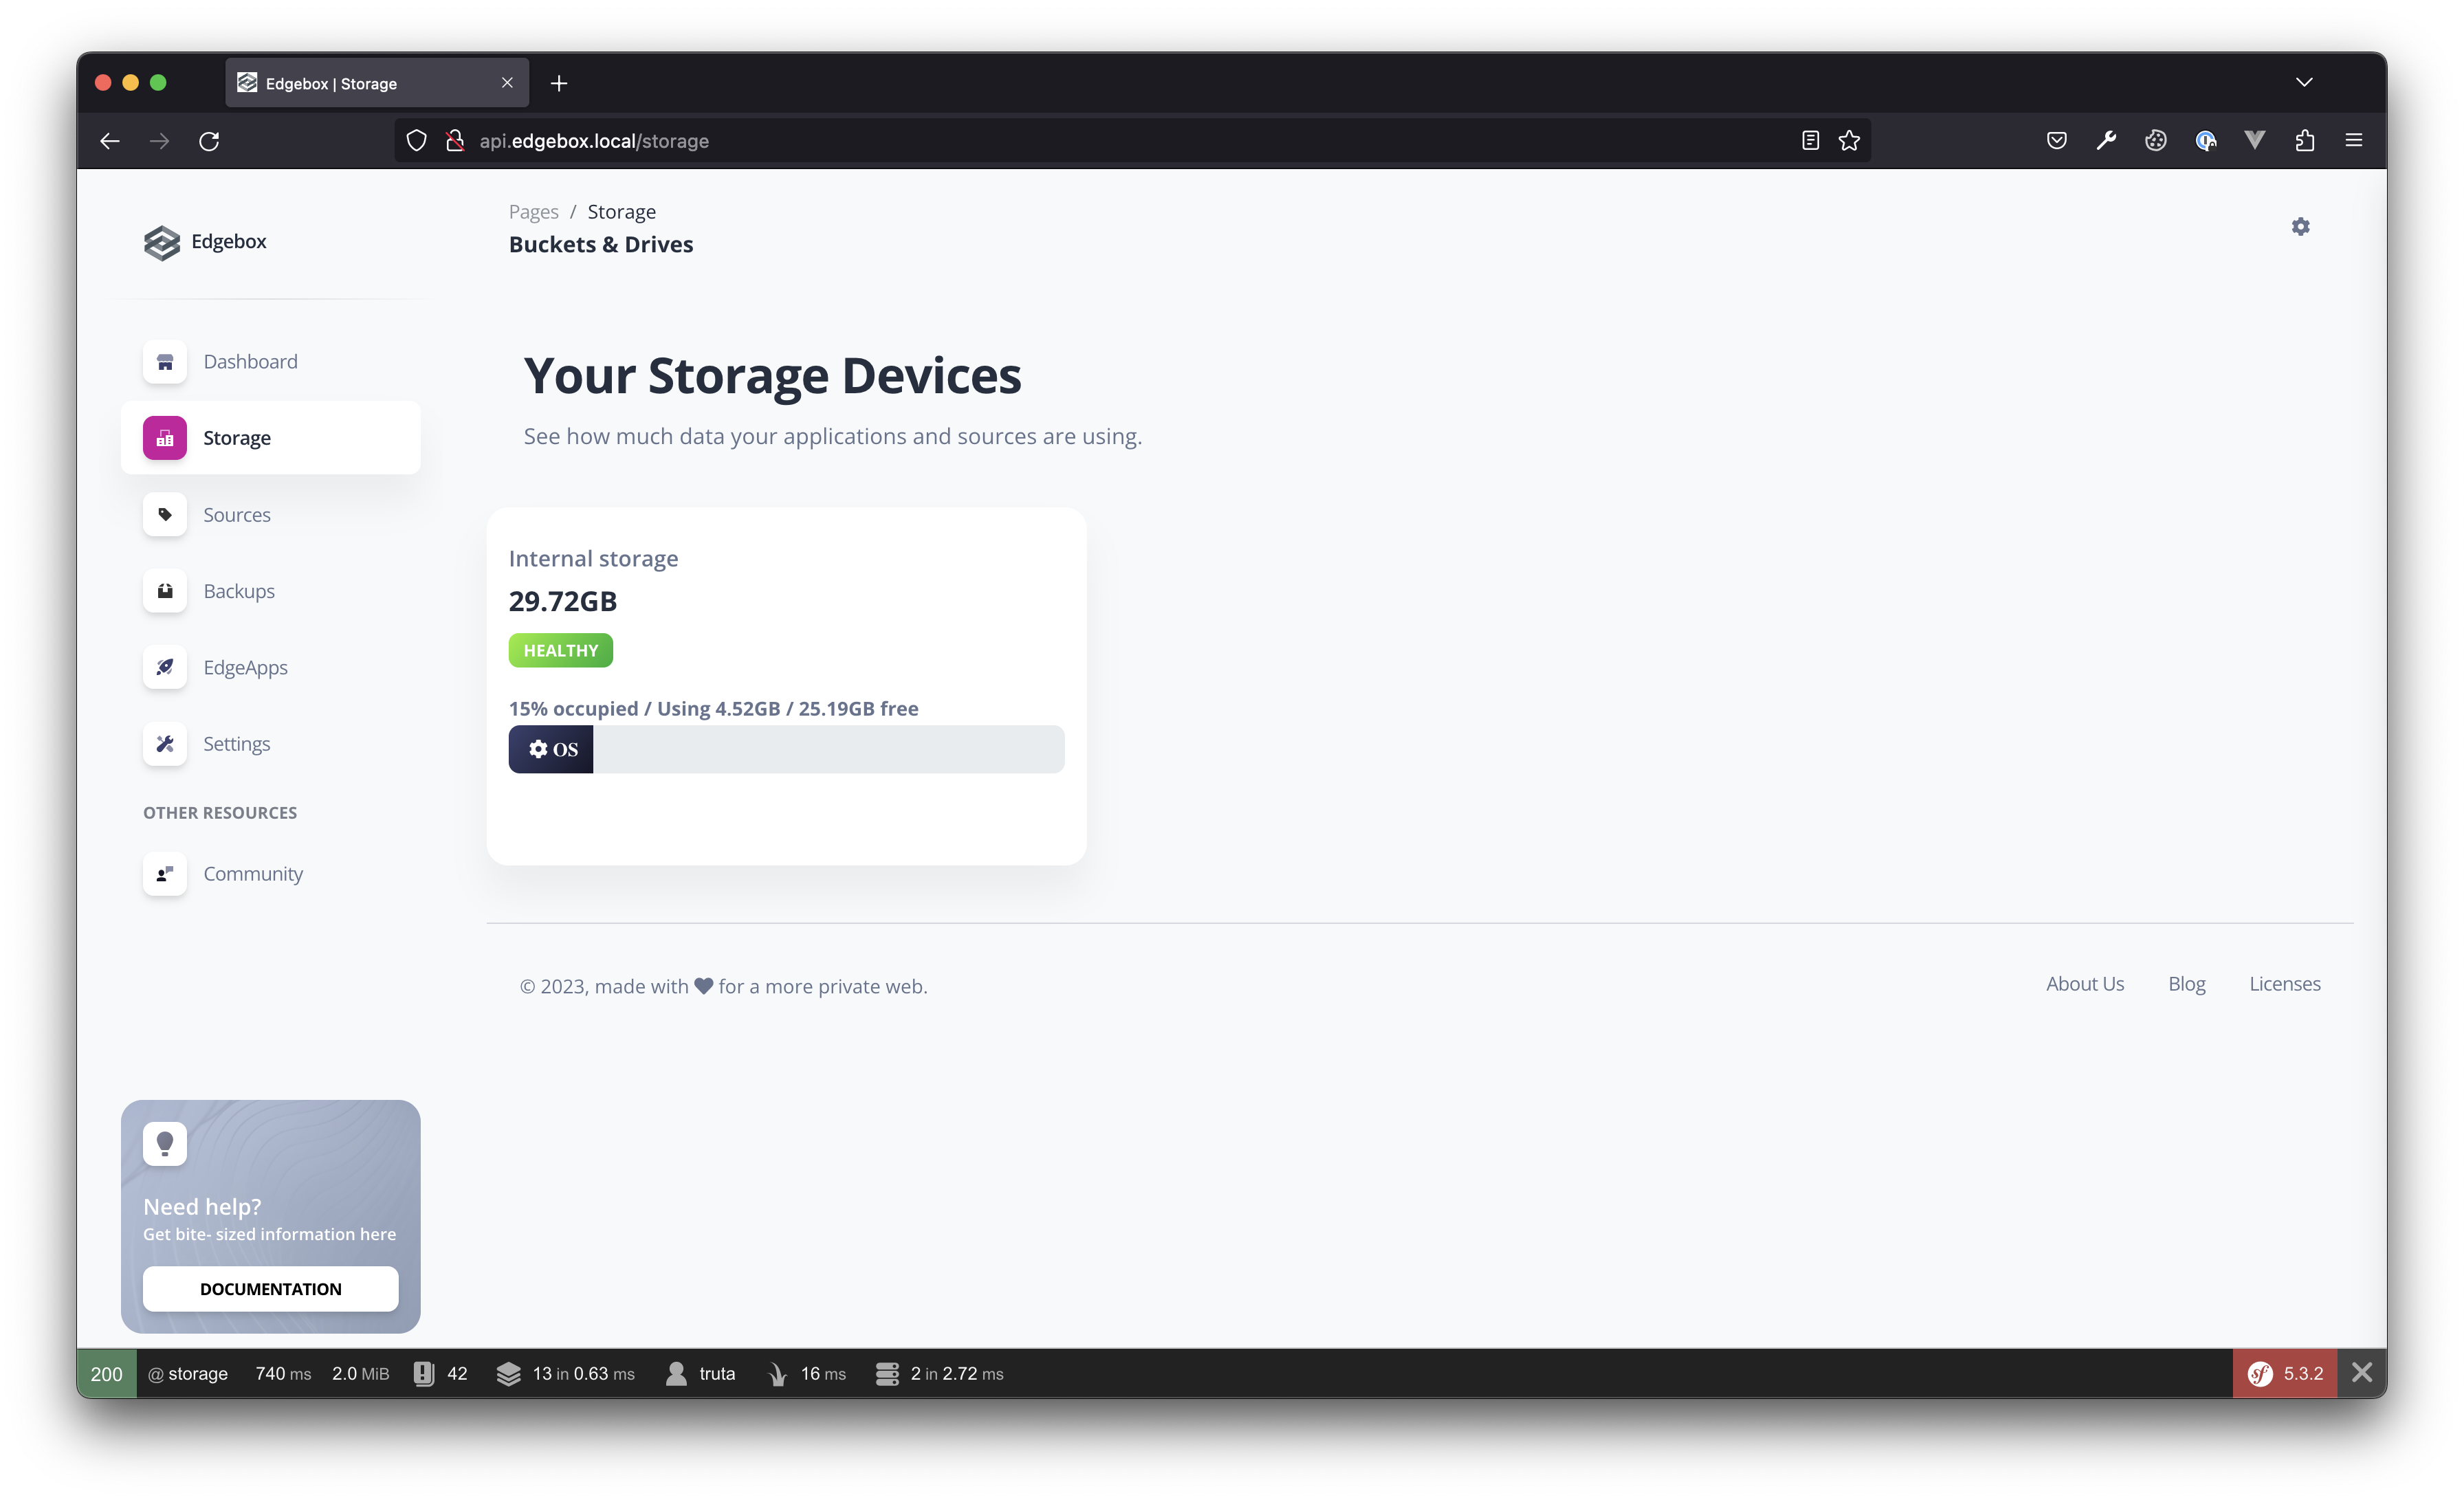 Edgebox | Storage
api.edgebox.local/storage
Edgebox
Pages / Storage
Buckets & Drives
Dashboard
Storage
Sources
Backups
EdgeApps
Settings
OTHER RESOURCES
Community
Your Storage Devices
See how much data your applications and sources are using.
Internal storage
29.72GB
HEALTHY
15% occupied / Using 4.52GB / 25.19GB free
OS
© 2023, made with for a more private web.
About Us Blog Licenses
Need help?
Get bite- sized information here
DOCUMENTATION
200 @ storage 740 ms 2.0 MiB 42 13 in 0.63 ms truta 16 ms 2 in 2.72 ms sf 5.3.2